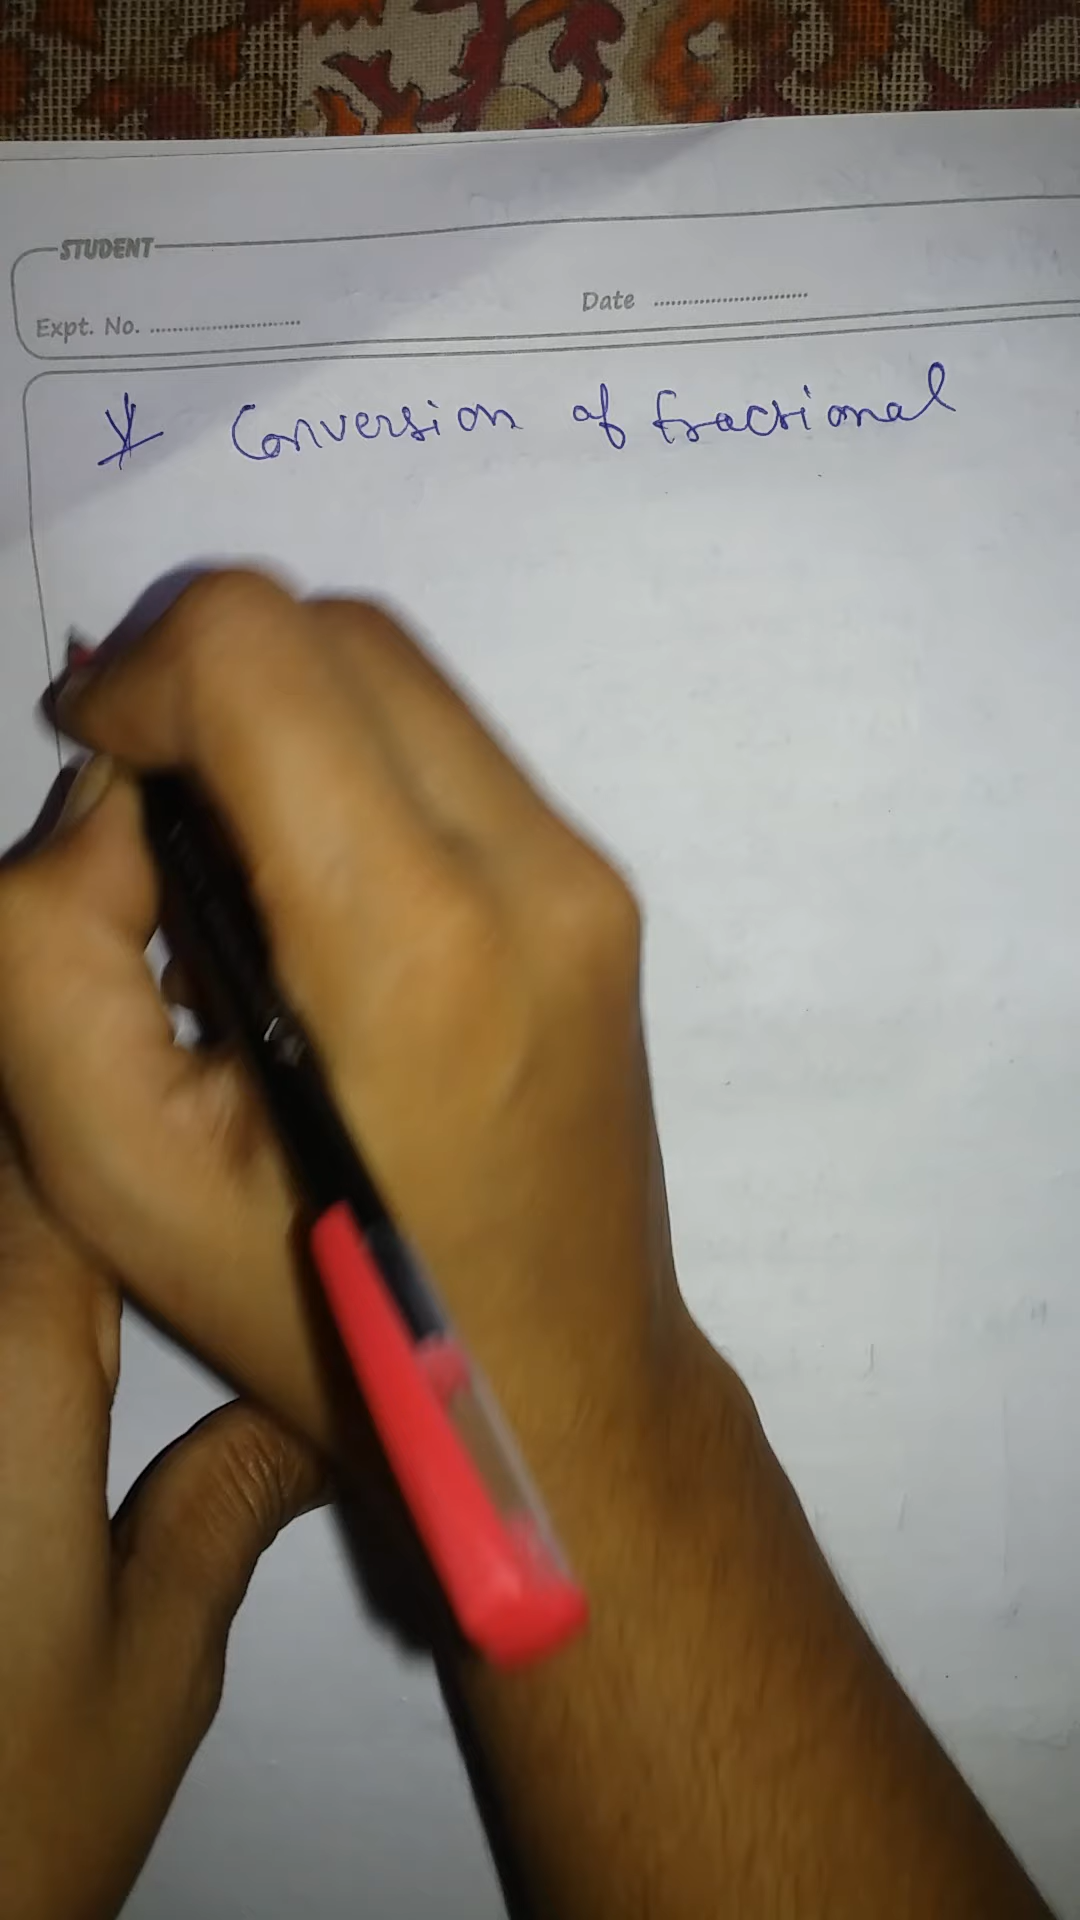 STUDENT
Expt. No. ............................
Date ............................
* Conversion of fractional